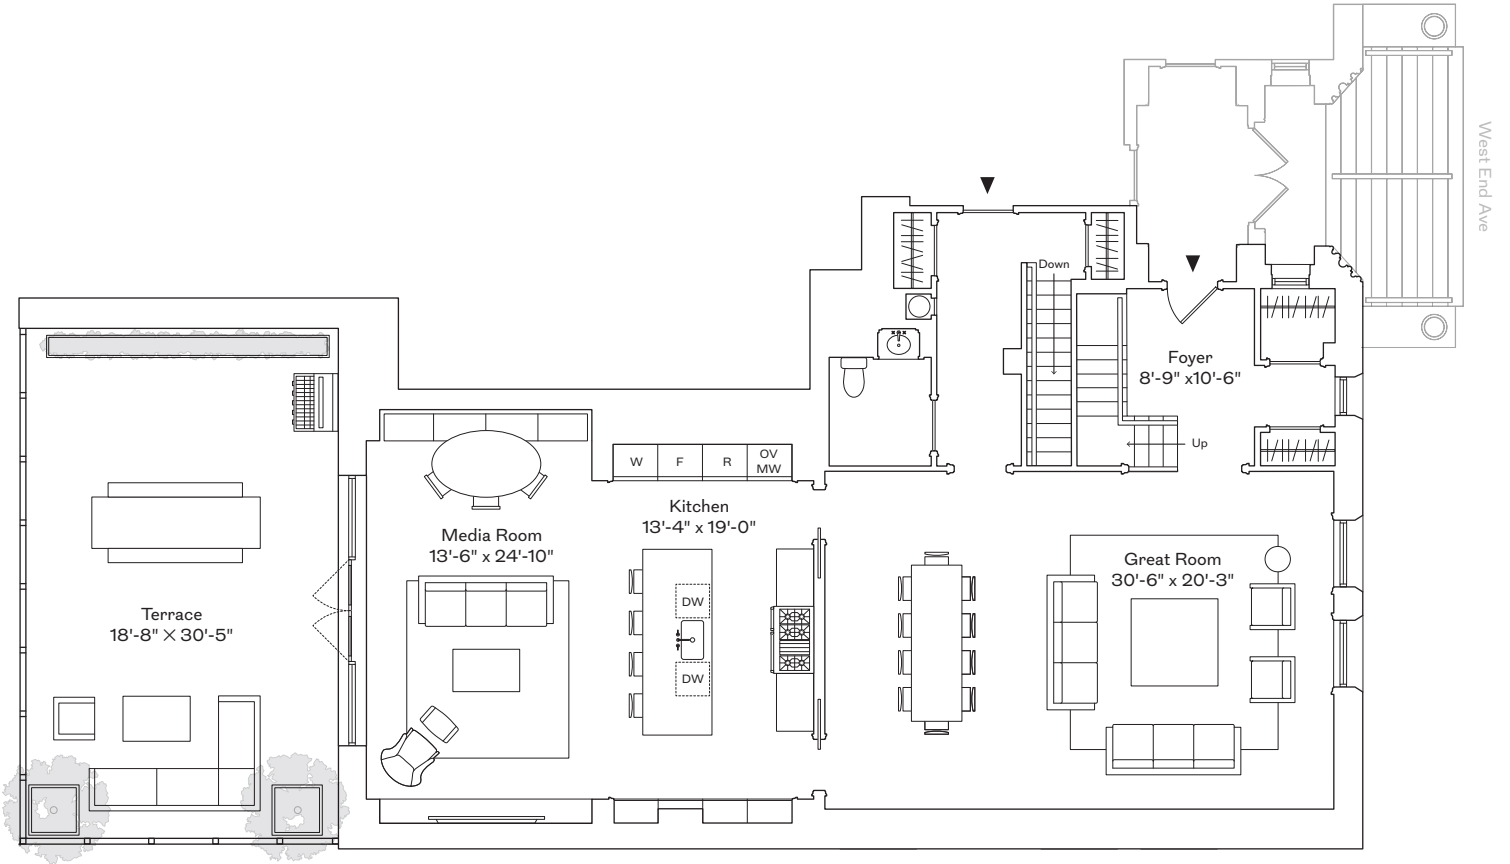 West End Ave
Down
Foyer
8'-9" x10'-6"
Up
W
F
R
OV
MW
Kitchen
13'-4" x 19'-0"
Media Room
13'-6" x 24'-10"
Great Room
30'-6" x 20'-3"
DW
Terrace
18'-8" X 30'-5"
DW